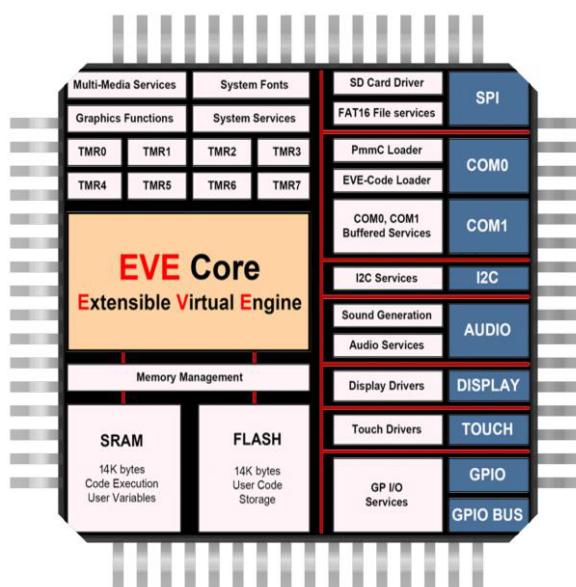 Multi-Media Services
System Fonts
Graphics Functions
System Services
TMR0
TMR1
TMR2
TMR3
TMR4
TMR5
TMR6
TMR7
EVE Core
Extensible Virtual Engine
Memory Management
SRAM
14K bytes
Code Execution
User Variables
FLASH
14K bytes
User Code
Storage
SD Card Driver
FAT16 File services
SPI
PmmC Loader
EVE-Code Loader
COM0
COM0, COM1
Buffered Services
COM1
I2C Services
I2C
Sound Generation
Audio Services
AUDIO
Display Drivers
DISPLAY
Touch Drivers
TOUCH
GP I/O
Services
GPIO
GPIO BUS